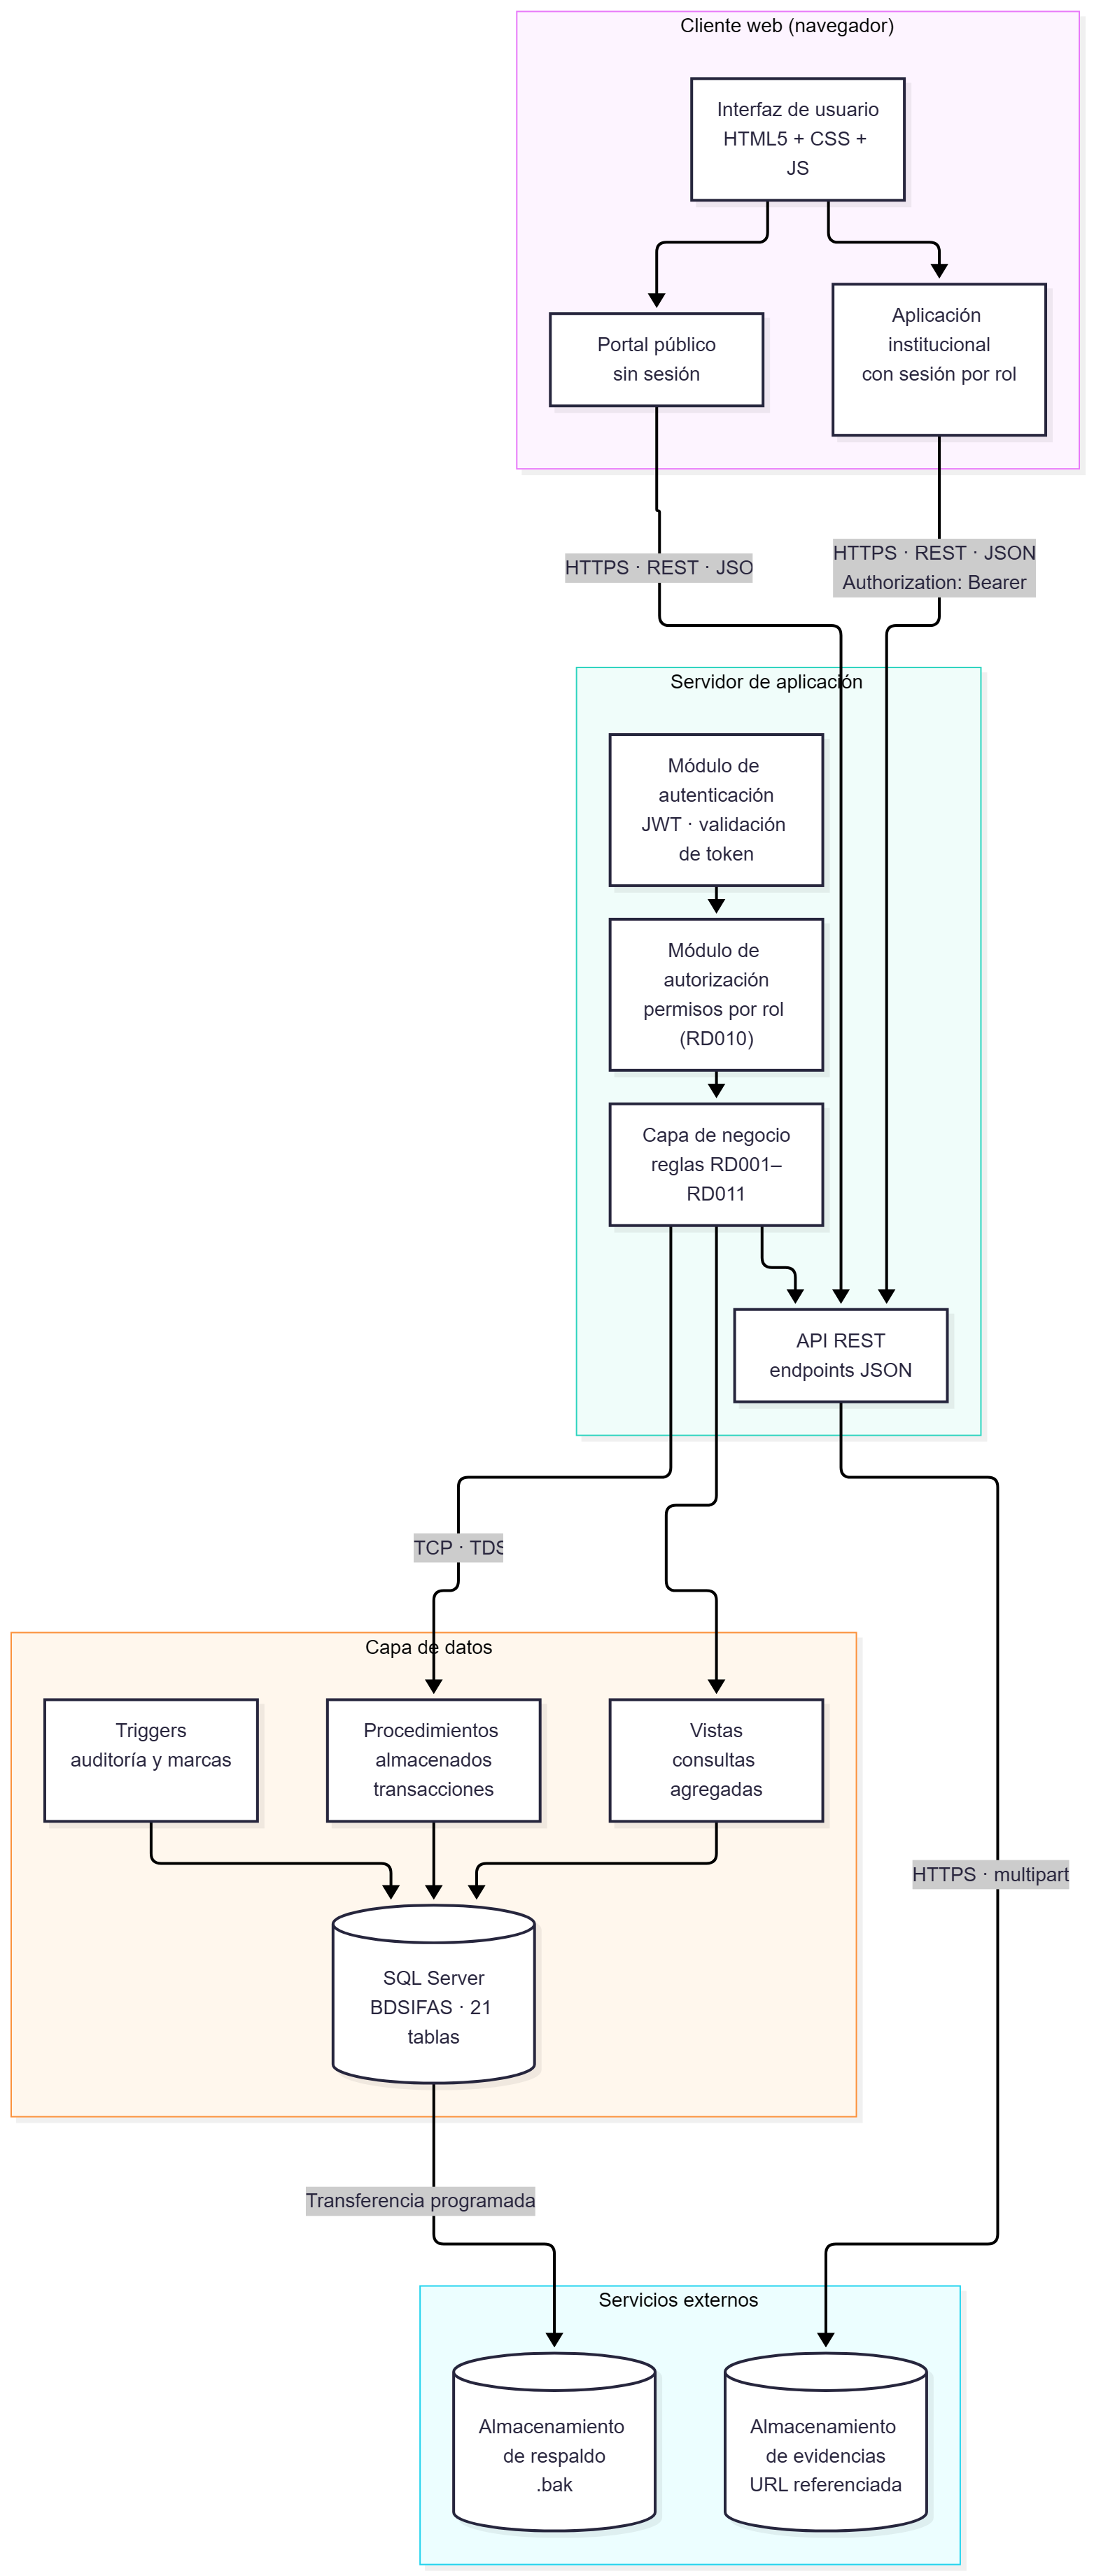 Cliente web (navegador)
Interfaz de usuario
HTML5 + CSS +
JS
Portal público
sin sesión
Aplicación
institucional
con sesión por rol
HTTPS · REST · JSO
HTTPS · REST · JSON
Authorization: Bearer
Servidor de aplicación
Módulo de
autenticación
JWT · validación
de token
Módulo de
autorización
permisos por rol
(RD010)
Capa de negocio
reglas RD001–
RD011
API REST
endpoints JSON
TCP · TDS
Capa de datos
Triggers
auditoría y marcas
Procedimientos
almacenados
transacciones
Vistas
consultas
agregadas
HTTPS · multipart
SQL Server
BDSIFAS · 21
tablas
Transferencia programada
Servicios externos
Almacenamiento
de respaldo
.bak
Almacenamiento
de evidencias
URL referenciada